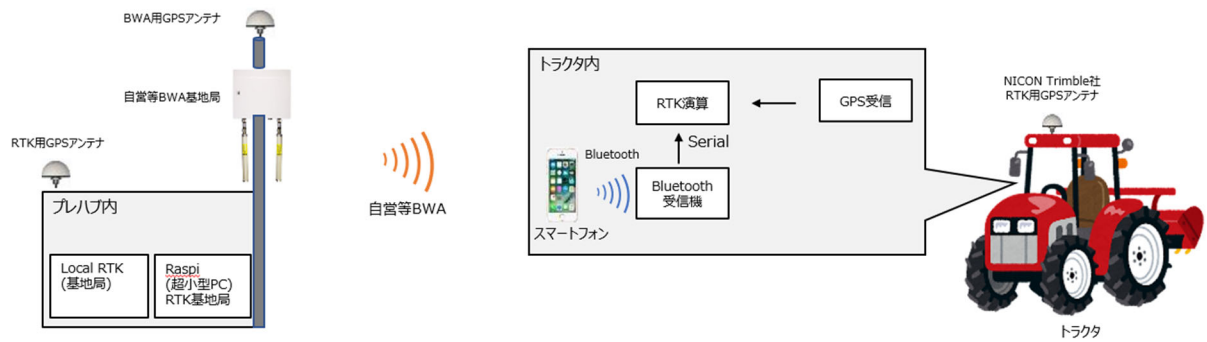 BWA用GPSアンテナ
自営等BWA基地局
RTK用GPSアンテナ
プレハブ内
Local RTK
(基地局)
Raspi
(超小型PC)
RTK基地局
自営等BWA
トラクタ内
RTK演算
GPS受信
Serial
Bluetooth
Bluetooth
受信機
スマートフォン
NICON Trimble社
RTK用GPSアンテナ
トラクタ